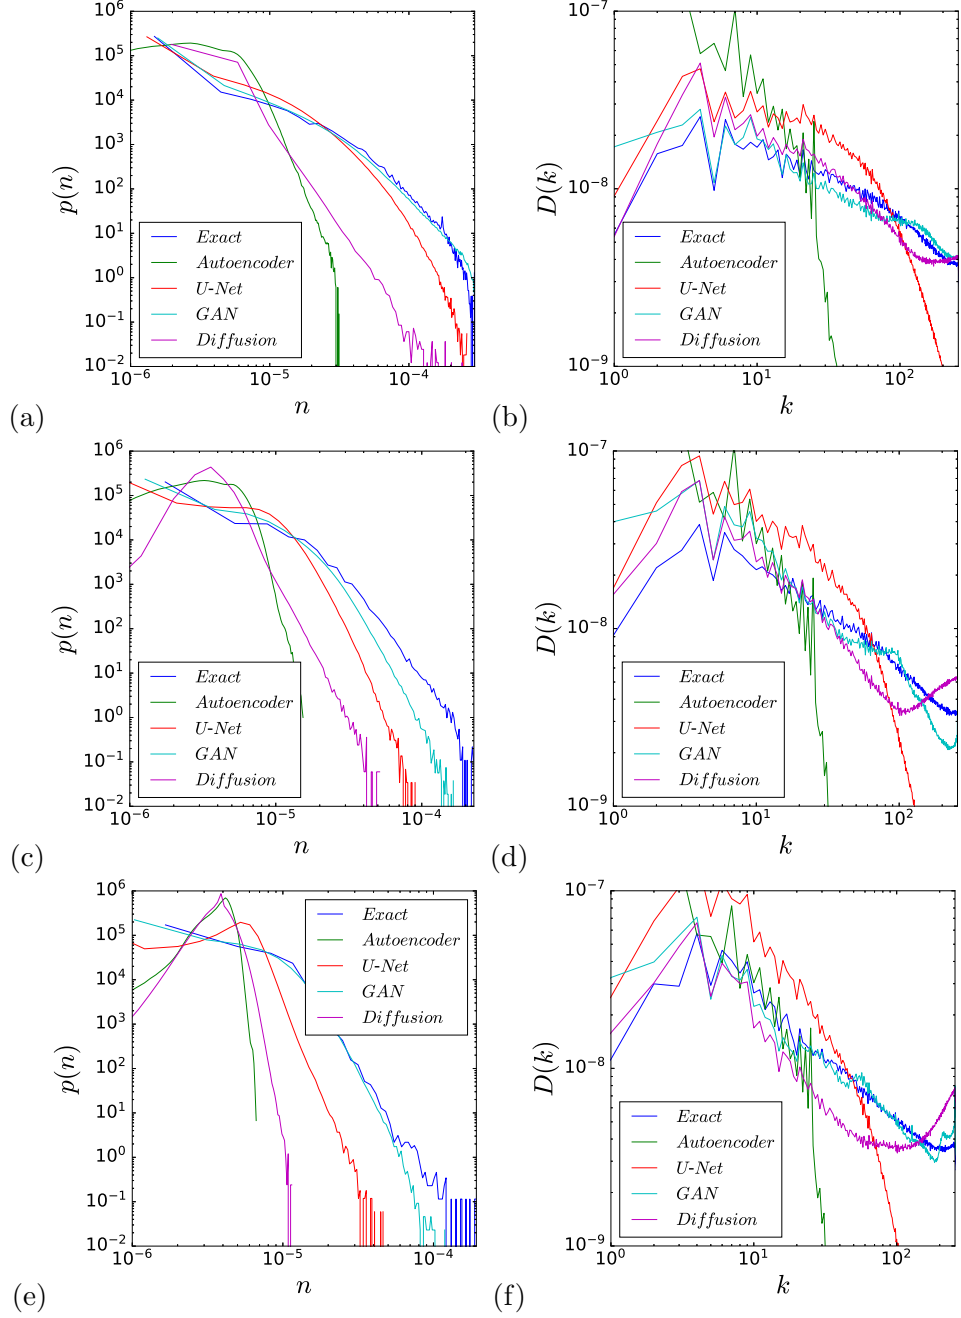 10^6
10^5
10^4
10^3
10^2
10^1
10^0
10^-1
10^-2
p(n)
Exact
Autoencoder
U-Net
GAN
Diffusion
10^-6 10^-5 10^-4
n
(a)
10^-7
10^-8
10^-9
D(k)
Exact
Autoencoder
U-Net
GAN
Diffusion
10^0 10^1 10^2
k
(b)
10^6
10^5
10^4
10^3
10^2
10^1
10^0
10^-1
10^-2
p(n)
Exact
Autoencoder
U-Net
GAN
Diffusion
10^-6 10^-5 10^-4
n
(c)
10^-7
10^-8
10^-9
D(k)
Exact
Autoencoder
U-Net
GAN
Diffusion
10^0 10^1 10^2
k
(d)
10^6
10^5
10^4
10^3
10^2
10^1
10^0
10^-1
10^-2
p(n)
Exact
Autoencoder
U-Net
GAN
Diffusion
10^-6 10^-5 10^-4
n
(e)
10^-7
10^-8
10^-9
D(k)
Exact
Autoencoder
U-Net
GAN
Diffusion
10^0 10^1 10^2
k
(f)